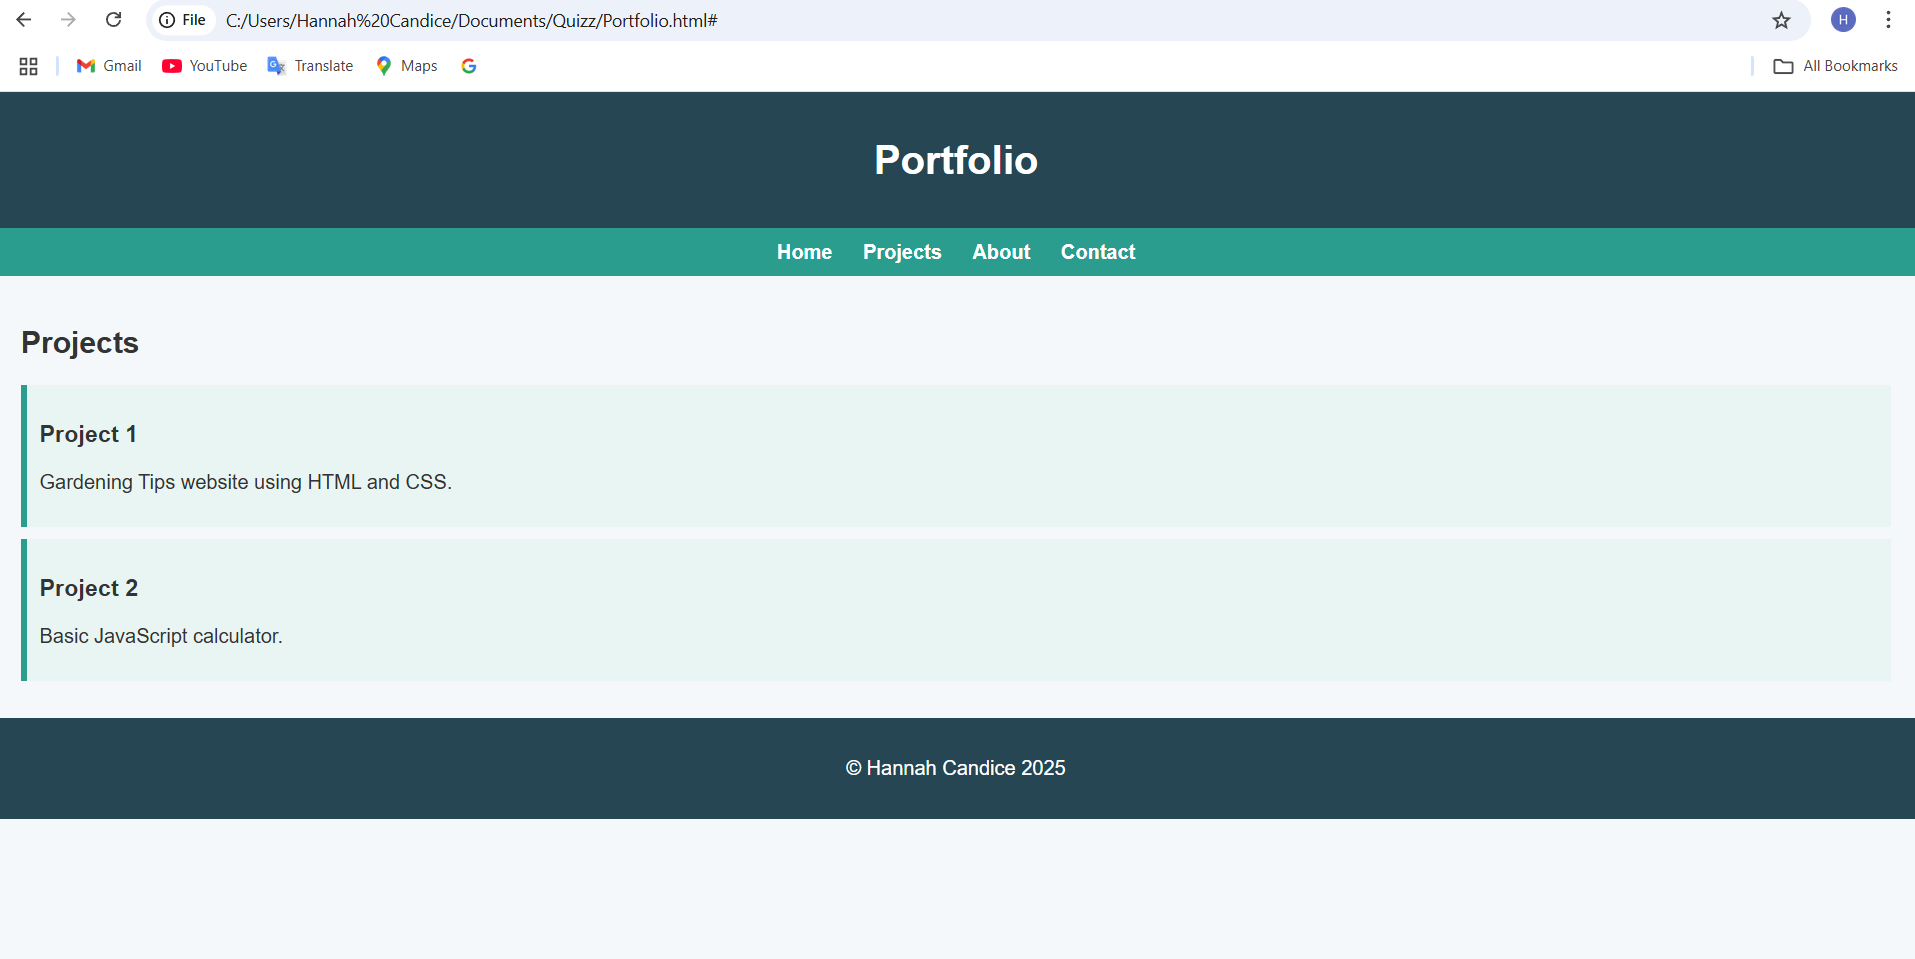 File C:/Users/Hannah%20Candice/Documents/Quizz/Portfolio.html# H
Gmail YouTube Translate Maps All Bookmarks
Portfolio
Home Projects About Contact
Projects
Project 1
Gardening Tips website using HTML and CSS.
Project 2
Basic JavaScript calculator.
© Hannah Candice 2025